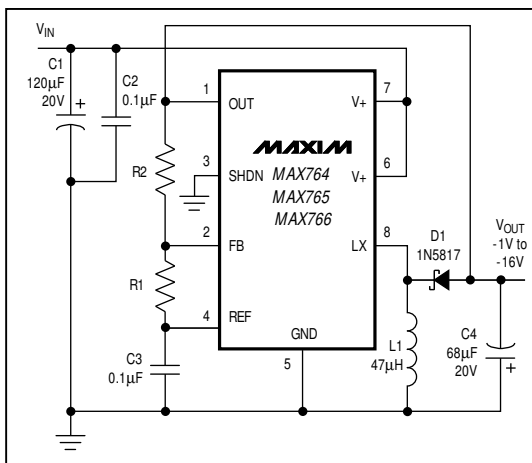 VIN
C1
120µF
20V
+
C2
0.1µF
1
OUT
7
V+
R2
3
SHDN
MAXIM
MAX764
MAX765
MAX766
6
V+
2
FB
8
LX
D1
1N5817
VOUT
-1V to
-16V
R1
4
REF
GND
5
C3
0.1µF
L1
47µH
C4
68µF
20V
+